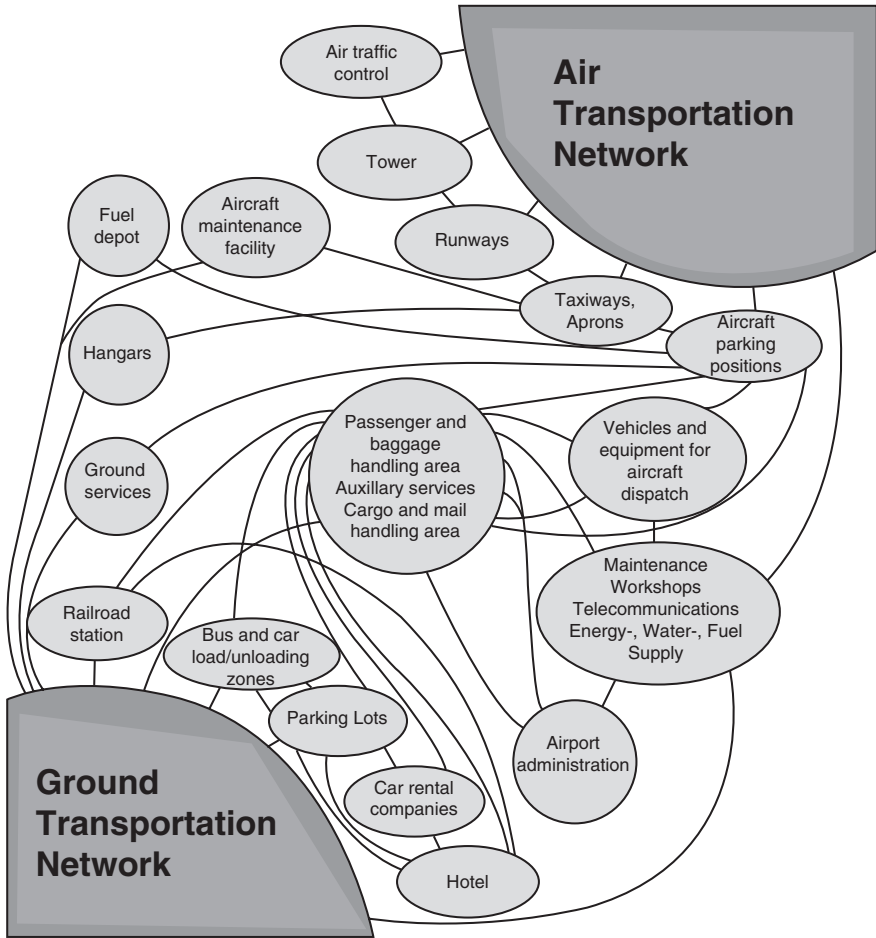 Air traffic
control
Air
Transportation
Network
Tower
Fuel
depot
Aircraft
maintenance
facility
Runways
Taxiways,
Aprons
Hangars
Aircraft
parking
positions
Passenger and
baggage
handling area
Auxillary services
Cargo and mail
handling area
Vehicles and
equipment for
aircraft
dispatch
Ground
services
Maintenance
Workshops
Telecommunications
Energy-, Water-, Fuel
Supply
Railroad
station
Bus and car
load/unloading
zones
Parking Lots
Airport
administration
Ground
Transportation
Network
Car rental
companies
Hotel